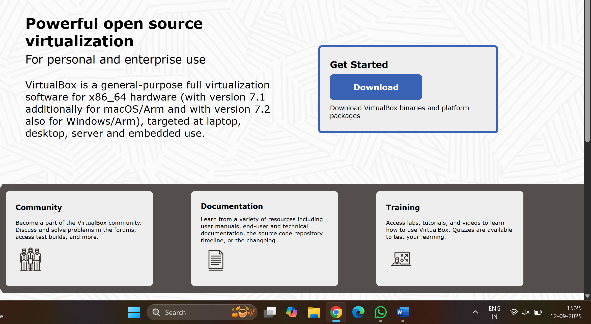 Powerful open source
virtualization
For personal and enterprise use
VirtualBox is a general-purpose full virtualization
software for x86_64 hardware (with version 7.1
additionally for macOS/Arm and with version 7.2
also for Windows/Arm), targeted at laptop,
desktop, server and embedded use.
Get Started
Download
Download VirtualBox binaries and platform
packages
Community
Become a part of the VirtualBox community.
Discuss and solve problems in the forums,
access test builds, and more.
Documentation
Learn from a variety of resources including
user manuals, end-user and technical
documentation, the source code repository
timeline, or the changelog.
Training
Access labs, tutorials, and videos to learn
how to use VirtualBox. Quizzes are available
to test your learning.
Search
ENG
IN
12-09-2025